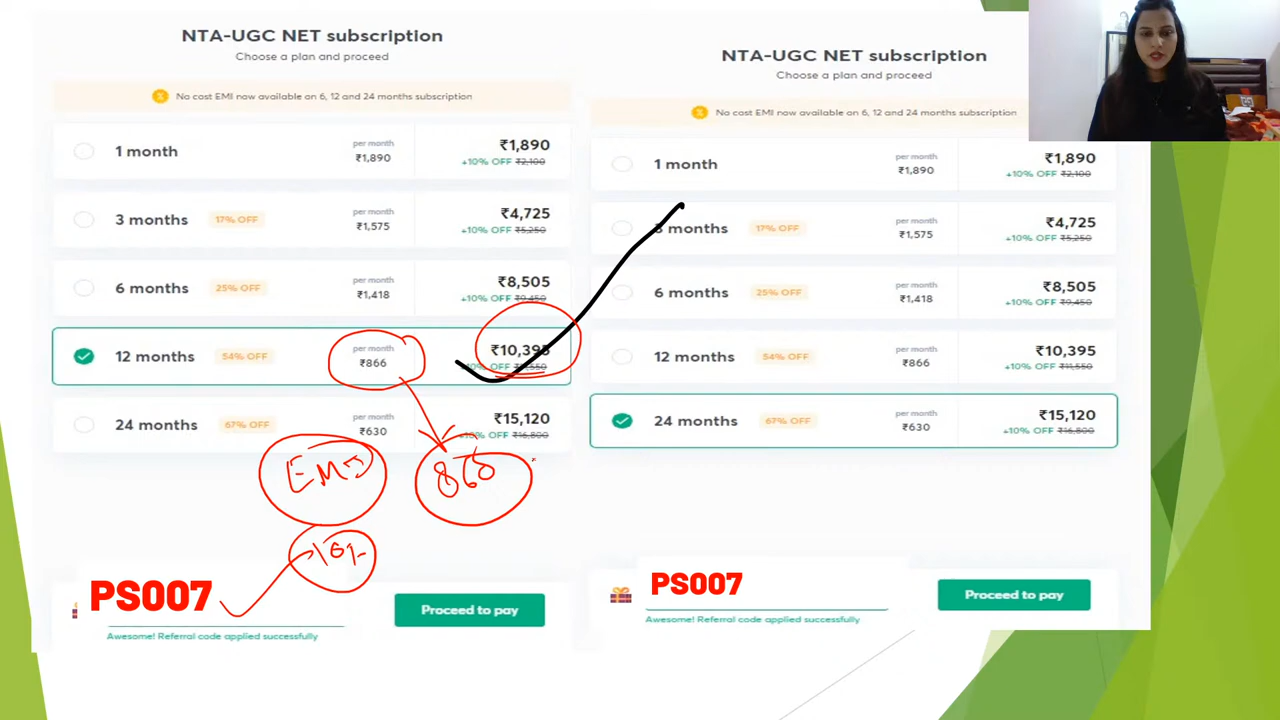 NTA-UGC NET subscription
Choose a plan and proceed
No cost EMI now available on 6, 12 and 24 months subscription
1 month per month ₹1,890 ₹1,890 +10% OFF ₹2,100
3 months 17% OFF per month ₹1,575 ₹4,725 +10% OFF ₹5,250
6 months 25% OFF per month ₹1,418 ₹8,505 +10% OFF ₹9,450
12 months 54% OFF per month ₹866 ₹10,395 +10% OFF ₹11,550
24 months 67% OFF per month ₹630 ₹15,120 +10% OFF ₹16,800
EMI 866
10%
PS007 Proceed to pay
Awesome! Referral code applied successfully
NTA-UGC NET subscription
Choose a plan and proceed
No cost EMI now available on 6, 12 and 24 months subscription
1 month per month ₹1,890 ₹1,890 +10% OFF ₹2,100
3 months 17% OFF per month ₹1,575 ₹4,725 +10% OFF ₹5,250
6 months 25% OFF per month ₹1,418 ₹8,505 +10% OFF ₹9,450
12 months 54% OFF per month ₹866 ₹10,395 +10% OFF ₹11,550
24 months 67% OFF per month ₹630 ₹15,120 +10% OFF ₹16,800
PS007 Proceed to pay
Awesome! Referral code applied successfully